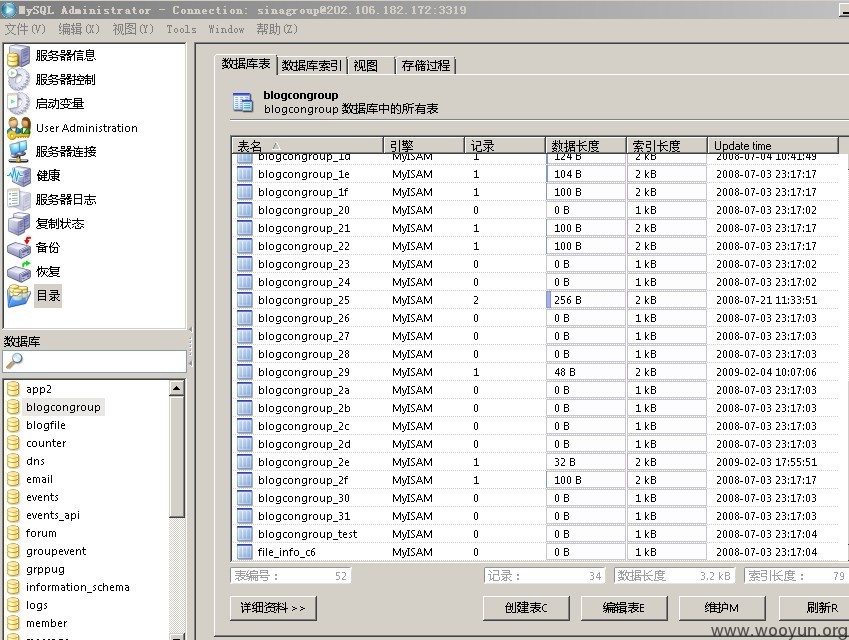 MySQL Administrator - Connection: sinagroup@202.106.182.172:3319
文件(V) 编辑(X) 视图(Y) Tools Window 帮助(Z)
服务器信息
服务器控制
启动变量
User Administration
服务器连接
健康
服务器日志
复制状态
备份
恢复
目录
数据库
app2
blogcongroup
blogfile
counter
dns
email
events
events_api
forum
groupevent
grppug
information_schema
logs
member
数据库表 数据库索引 视图 存储过程
blogcongroup
blogcongroup 数据库中的所有表
表名 引擎 记录 数据长度 索引长度 Update time
blogcongroup_1d MyISAM 1 124 B 2 kB 2008-07-04 10:41:49
blogcongroup_1e MyISAM 1 104 B 2 kB 2008-07-03 23:17:17
blogcongroup_1f MyISAM 1 100 B 2 kB 2008-07-03 23:17:17
blogcongroup_20 MyISAM 0 0 B 1 kB 2008-07-03 23:17:02
blogcongroup_21 MyISAM 1 100 B 2 kB 2008-07-03 23:17:17
blogcongroup_22 MyISAM 1 100 B 2 kB 2008-07-03 23:17:17
blogcongroup_23 MyISAM 0 0 B 1 kB 2008-07-03 23:17:02
blogcongroup_24 MyISAM 0 0 B 1 kB 2008-07-03 23:17:02
blogcongroup_25 MyISAM 2 256 B 2 kB 2008-07-21 11:33:51
blogcongroup_26 MyISAM 0 0 B 1 kB 2008-07-03 23:17:03
blogcongroup_27 MyISAM 0 0 B 1 kB 2008-07-03 23:17:03
blogcongroup_28 MyISAM 0 0 B 1 kB 2008-07-03 23:17:03
blogcongroup_29 MyISAM 1 48 B 2 kB 2009-02-04 10:07:06
blogcongroup_2a MyISAM 0 0 B 1 kB 2008-07-03 23:17:03
blogcongroup_2b MyISAM 0 0 B 1 kB 2008-07-03 23:17:03
blogcongroup_2c MyISAM 0 0 B 1 kB 2008-07-03 23:17:03
blogcongroup_2d MyISAM 0 0 B 1 kB 2008-07-03 23:17:03
blogcongroup_2e MyISAM 1 32 B 2 kB 2009-02-03 17:55:51
blogcongroup_2f MyISAM 1 100 B 2 kB 2008-07-03 23:17:17
blogcongroup_30 MyISAM 0 0 B 1 kB 2008-07-03 23:17:03
blogcongroup_31 MyISAM 0 0 B 1 kB 2008-07-03 23:17:03
blogcongroup_test MyISAM 0 0 B 1 kB 2008-07-03 23:17:04
file_info_c6 MyISAM 0 0 B 1 kB 2008-07-03 23:17:04
表编号： 52 记录： 34 数据长度 3.2 kB 索引长度： 79
详细资料 >> 创建表C 编辑表E 维护M 刷新R
www.wooyun.org